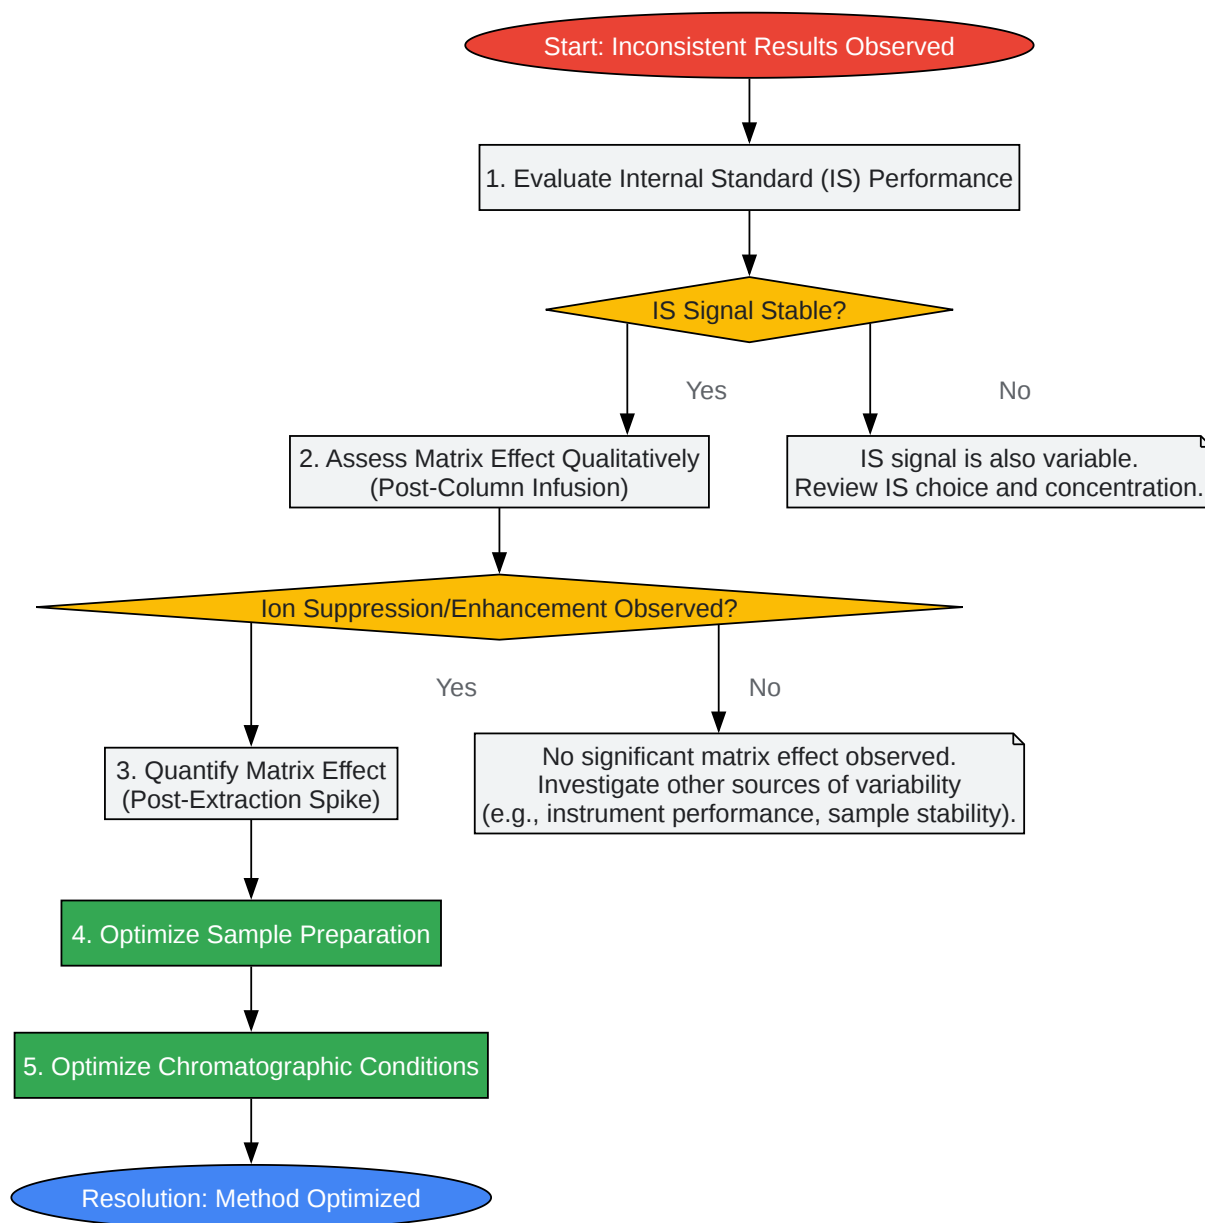 Start: Inconsistent Results Observed
1. Evaluate Internal Standard (IS) Performance
IS Signal Stable?
Yes
No
2. Assess Matrix Effect Qualitatively
(Post-Column Infusion)
IS signal is also variable.
Review IS choice and concentration.
Ion Suppression/Enhancement Observed?
Yes
No
3. Quantify Matrix Effect
(Post-Extraction Spike)
No significant matrix effect observed.
Investigate other sources of variability
(e.g., instrument performance, sample stability).
4. Optimize Sample Preparation
5. Optimize Chromatographic Conditions
Resolution: Method Optimized